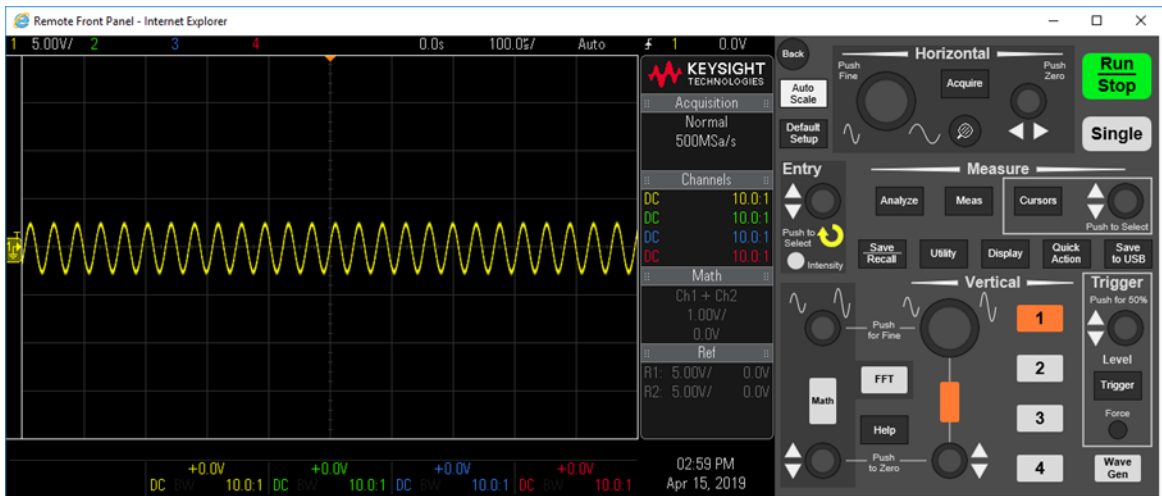 Remote Front Panel - Internet Explorer
1 5.00V/ 2 3 4 0.0s 100.0㎲/ Auto 1 0.0V
KEYSIGHT
TECHNOLOGIES
Acquisition
Normal
500MSa/s
Channels
DC 10.0:1
DC 10.0:1
DC 10.0:1
DC 10.0:1
Math
Ch1 + Ch2
1.00V/
0.0V
Ref
R1: 5.00V/ 0.0V
R2: 5.00V/ 0.0V
02:59 PM
Apr 15, 2019
+0.0V +0.0V +0.0V +0.0V
DC BW 10.0:1 DC BW 10.0:1 DC BW 10.0:1 DC BW 10.0:1
Back
Auto
Scale
Default
Setup
Horizontal
Push
Fine
Acquire
Push
Zero
Run
Stop
Single
Entry
Push to
Select
Intensity
Measure
Analyze
Meas
Cursors
Push to Select
Save
Recall
Utility
Display
Quick
Action
Save
to USB
Vertical
Push
for Fine
FFT
Math
Help
Push
to Zero
1
2
3
4
Trigger
Push for 50%
Level
Trigger
Force
Wave
Gen